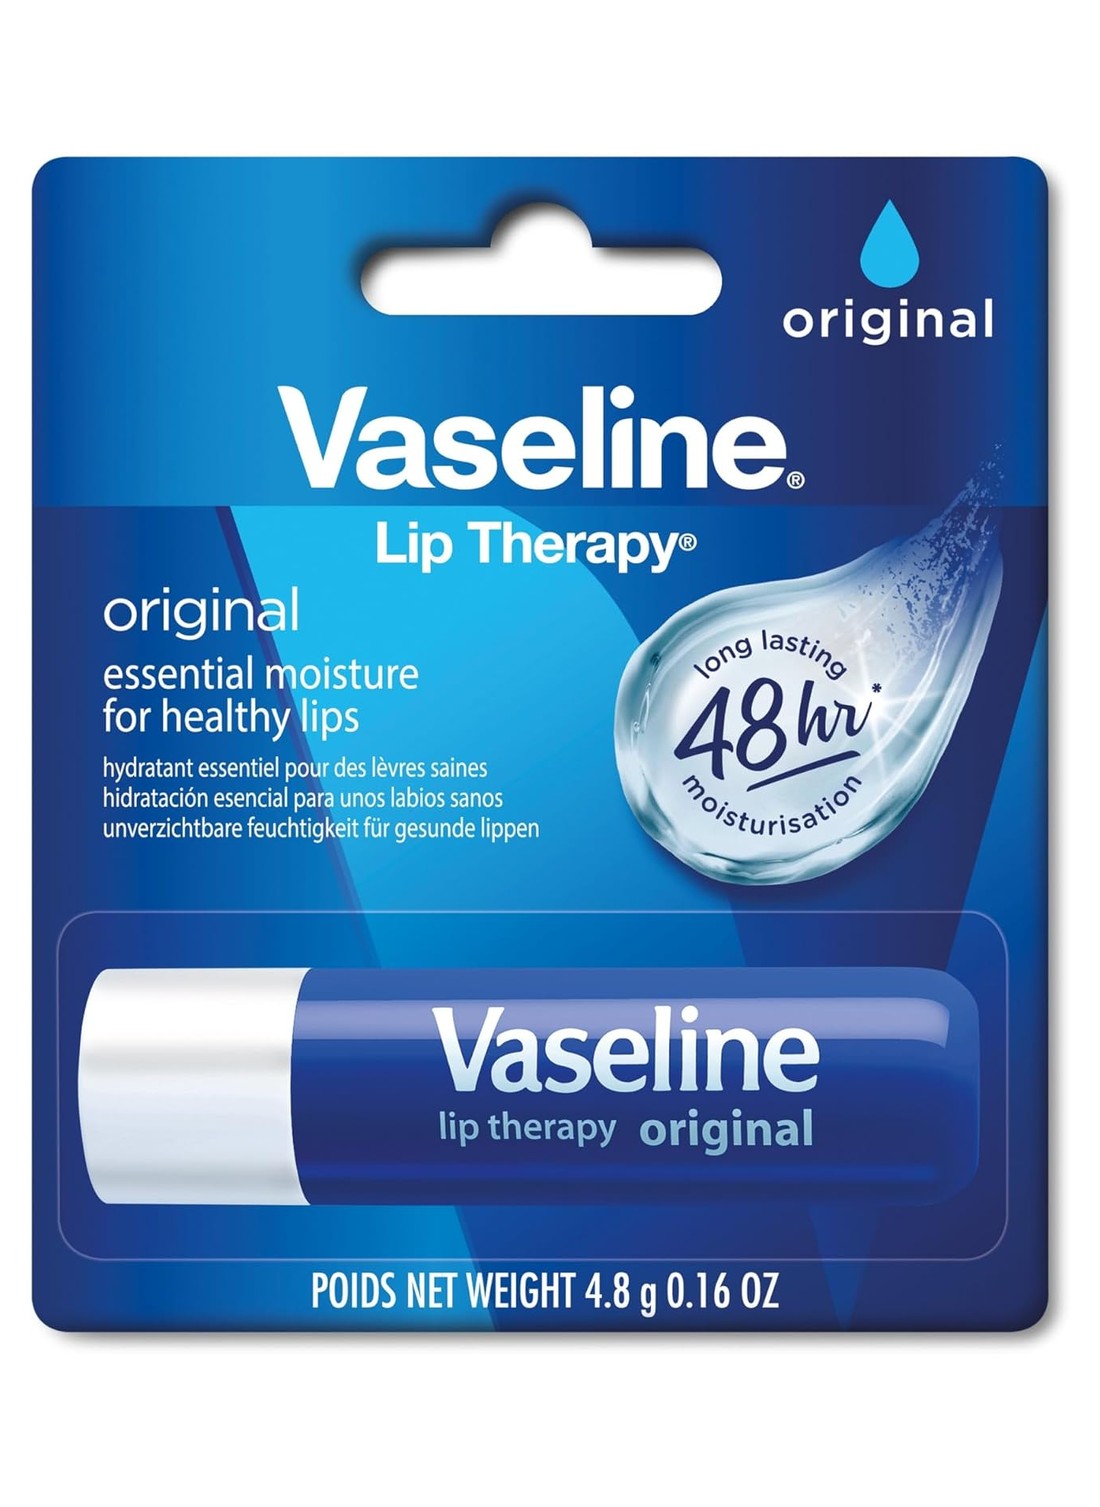 original
Vaseline®
Lip Therapy®
original
essential moisture
for healthy lips
hydratant essentiel pour des lèvres saines
hidratación esencial para unos labios sanos
unverzichtbare feuchtigkeit für gesunde lippen
long lasting
48hr*
moisturisation
Vaseline
lip therapy original
POIDS NET WEIGHT 4.8 g 0.16 OZ